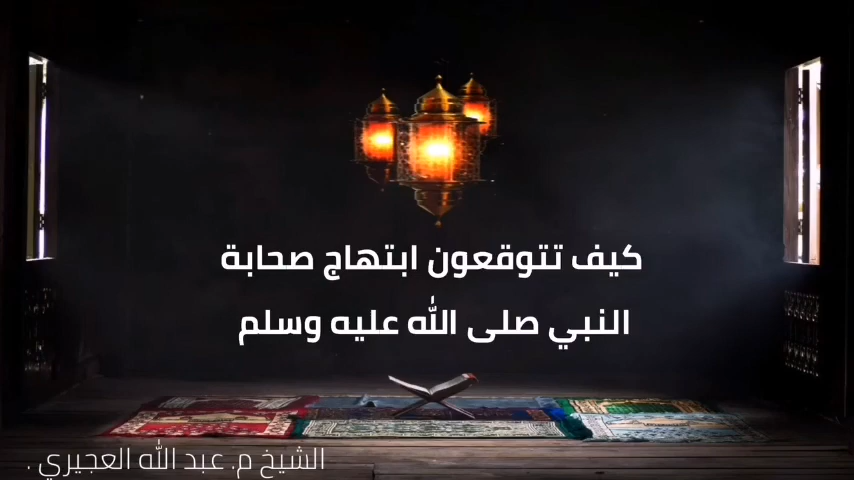 كيف تتوقعون ابتهاج صحابة
النبي صلى الله عليه وسلم
الشيخ م. عبد الله العجيري .